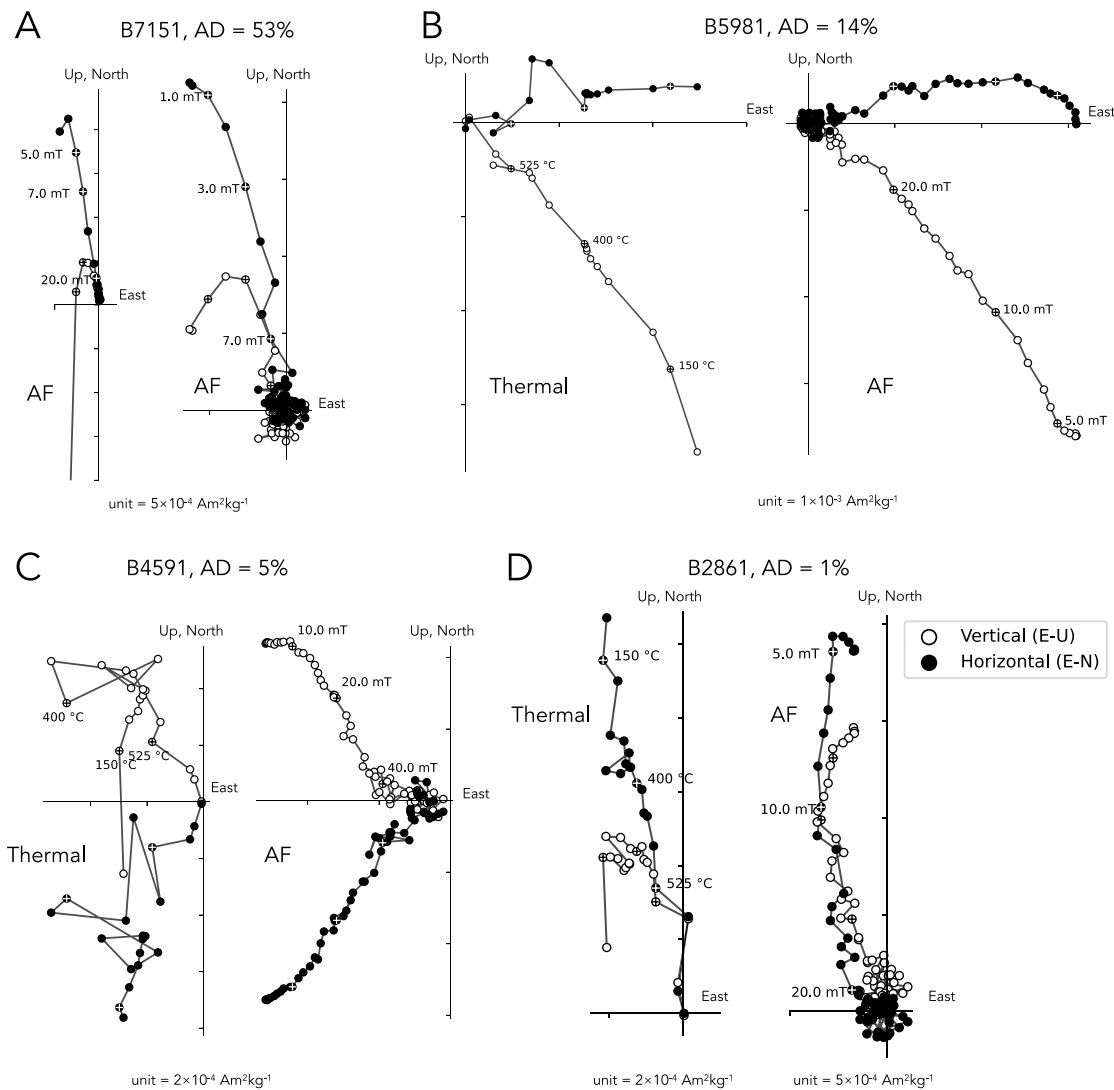 A
B7151, AD = 53%
Up, North
Up, North
1.0 mT
5.0 mT
3.0 mT
7.0 mT
20.0 mT
East
7.0 mT
AF
AF
East
unit = 5×10⁻⁴ Am²kg⁻¹
B
B5981, AD = 14%
Up, North
Up, North
East
East
525 °C
20.0 mT
400 °C
10.0 mT
150 °C
Thermal
AF
5.0 mT
unit = 1×10⁻³ Am²kg⁻¹
C
B4591, AD = 5%
Up, North
Up, North
10.0 mT
400 °C
20.0 mT
525 °C
150 °C
40.0 mT
East
Thermal
AF
unit = 2×10⁻⁴ Am²kg⁻¹
D
B2861, AD = 1%
Up, North
Up, North
Vertical (E-U)
Horizontal (E-N)
150 °C
5.0 mT
Thermal
AF
400 °C
10.0 mT
525 °C
20.0 mT
East
East
unit = 2×10⁻⁴ Am²kg⁻¹
unit = 5×10⁻⁴ Am²kg⁻¹